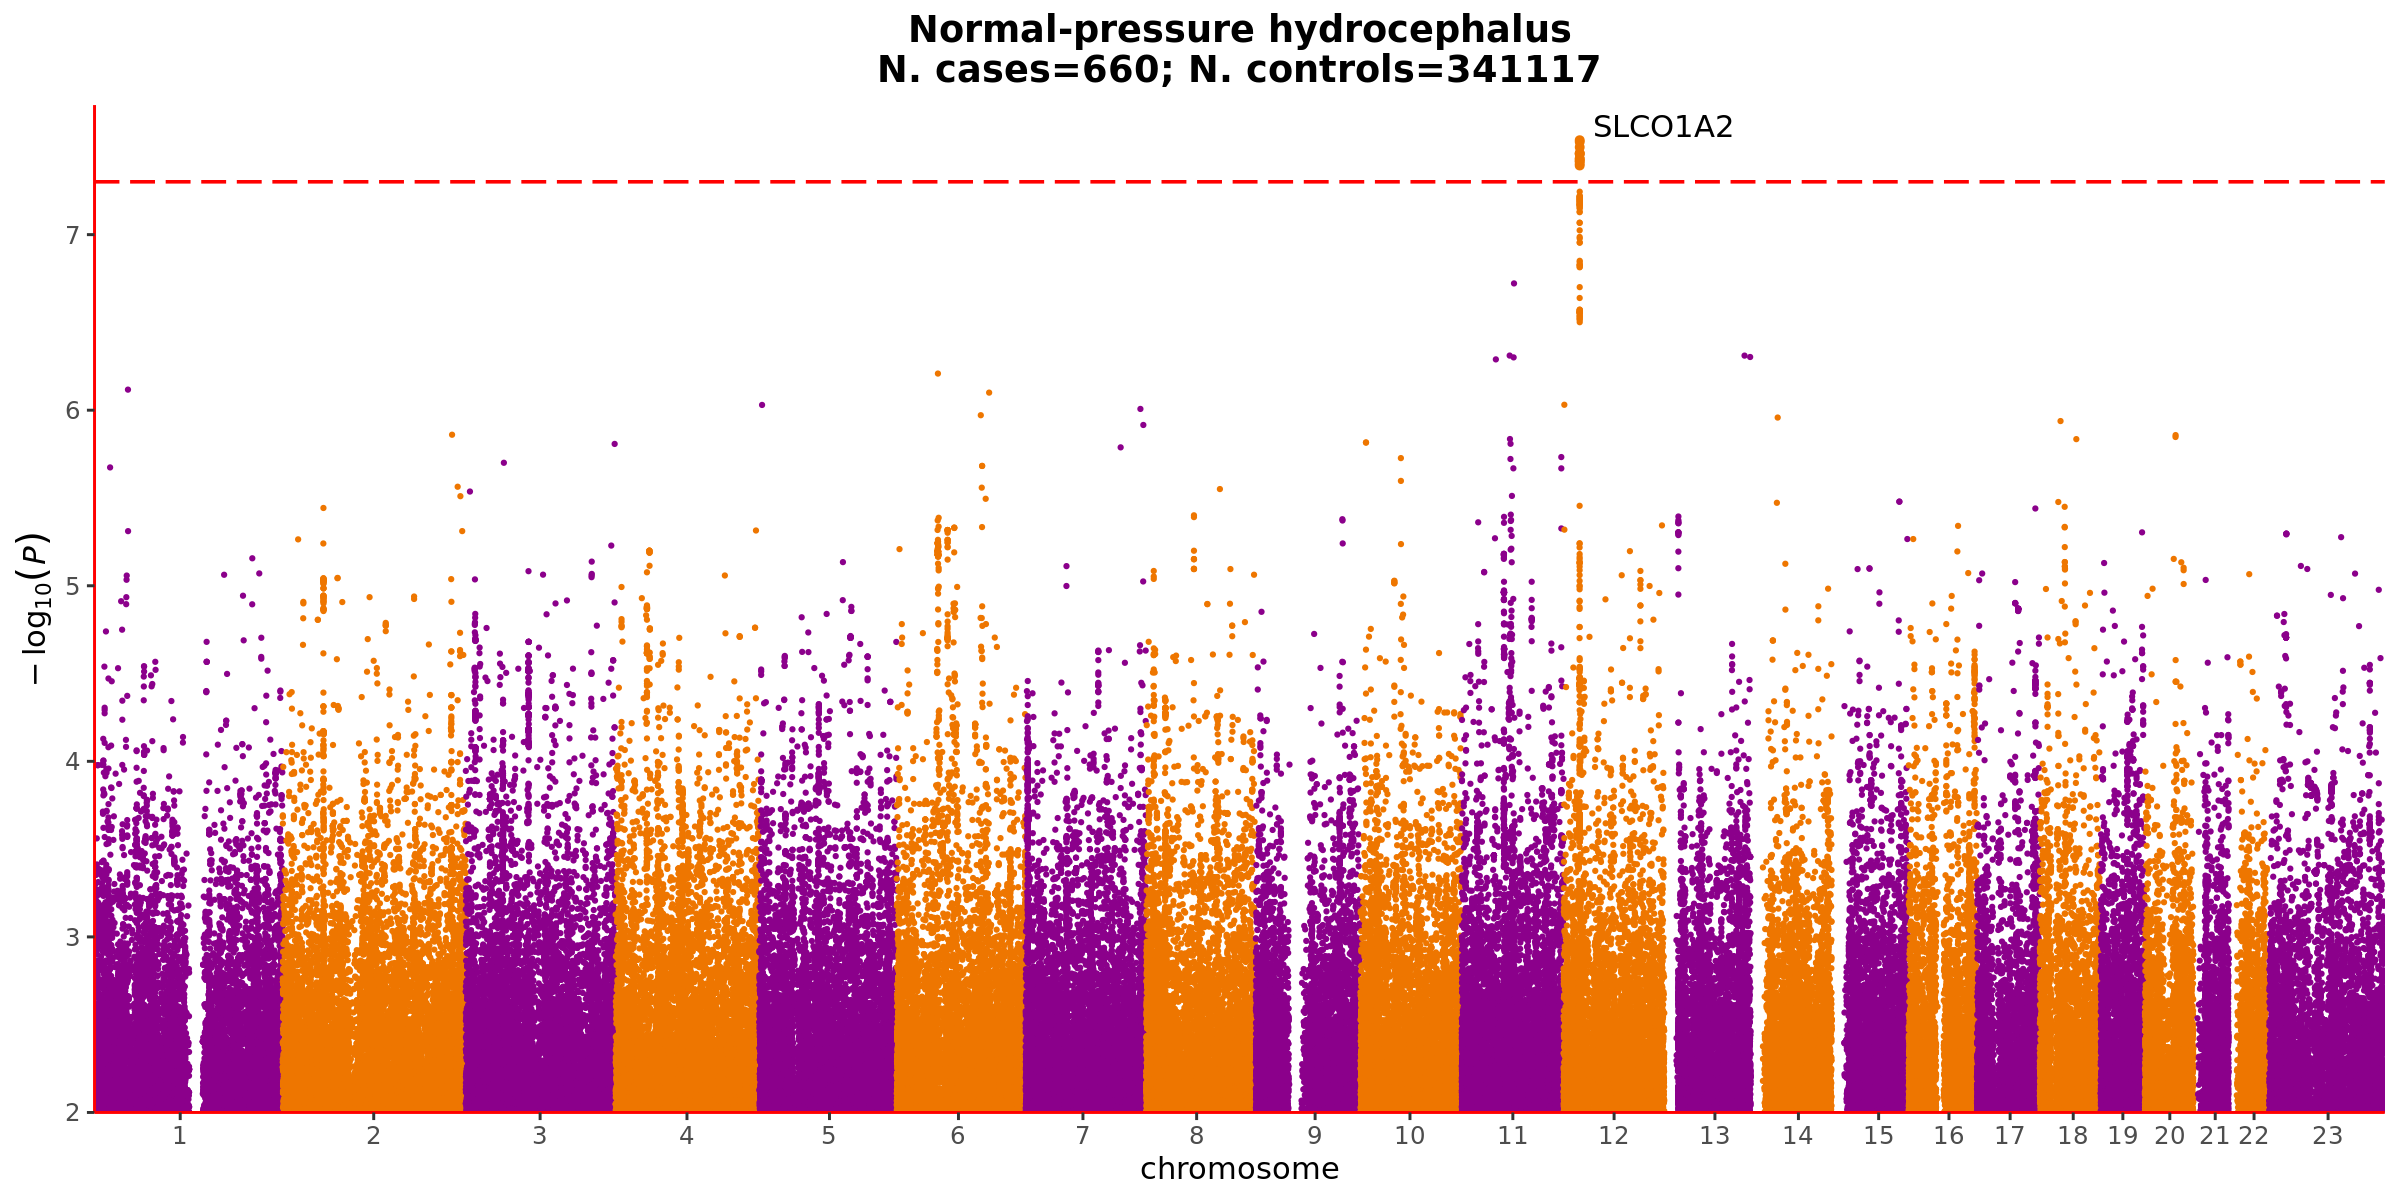 Normal-pressure hydrocephalus
N. cases=660; N. controls=341117
SLCO1A2
7
6
5
4
3
2
−log10(P)
1 2 3 4 5 6 7 8 9 10 11 12 13 14 15 16 17 18 19 20 21 22 23
chromosome